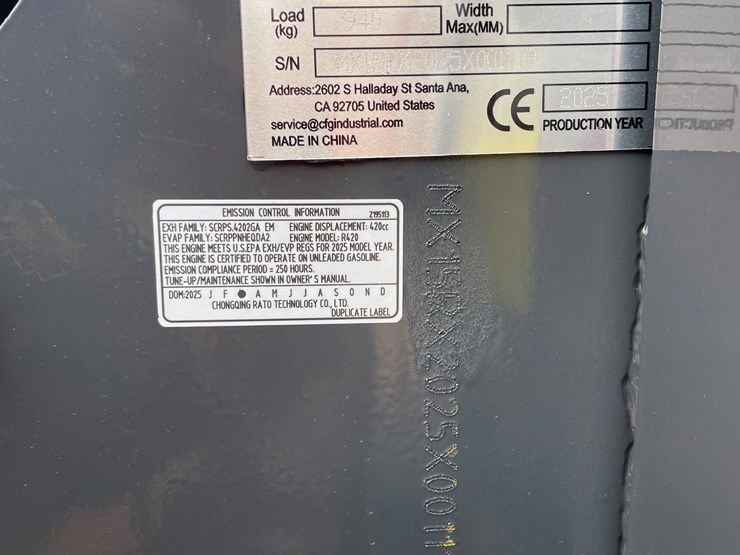 Load
(kg)
940
Width
Max(MM)
S/N
Address:2602 S Halladay St Santa Ana,
CA 92705 United States
service@cfgindustrial.com
MADE IN CHINA
CE
2025
PRODUCTION YEAR
EMISSION CONTROL INFORMATION Z195113
EXH FAMILY: SCRPS.4202GA EM ENGINE DISPLACEMENT: 420cc
EVAP FAMILY: SCRPPNHEQDA2 ENGINE MODEL: R420
THIS ENGINE MEETS U.S.EPA EXH/EVP REGS FOR 2025 MODEL YEAR.
THIS ENGINE IS CERTIFIED TO OPERATE ON UNLEADED GASOLINE.
EMISSION COMPLIANCE PERIOD = 250 HOURS.
TUNE-UP/MAINTENANCE SHOWN IN OWNER'S MANUAL.
DOM:2025 J F ● A M J J A S O N D
CHONGQING RATO TECHNOLOGY CO., LTD.
DUPLICATE LABEL
MX15RX2025X0011